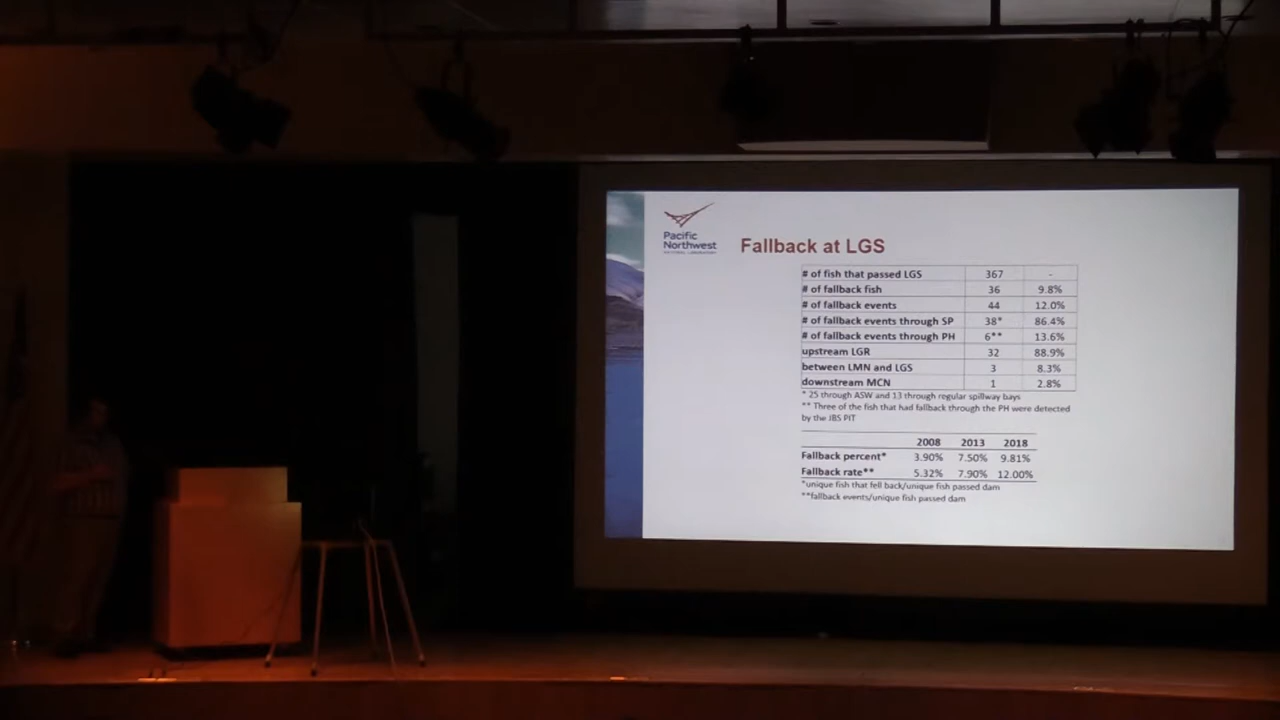 Pacific
Northwest
NATIONAL LABORATORY
Fallback at LGS
# of fish that passed LGS 367 -
# of fallback fish 36 9.8%
# of fallback events 44 12.0%
# of fallback events through SP 38* 86.4%
# of fallback events through PH 6** 13.6%
upstream LGR 32 88.9%
between LMN and LGS 3 8.3%
downstream MCN 1 2.8%
* 25 through ASW and 13 through regular spillway bays
** Three of the fish that had fallback through the PH were detected
by the JBS PIT
2008 2013 2018
Fallback percent* 3.90% 7.50% 9.81%
Fallback rate** 5.32% 7.90% 12.00%
*unique fish that fell back/unique fish passed dam
**fallback events/unique fish passed dam